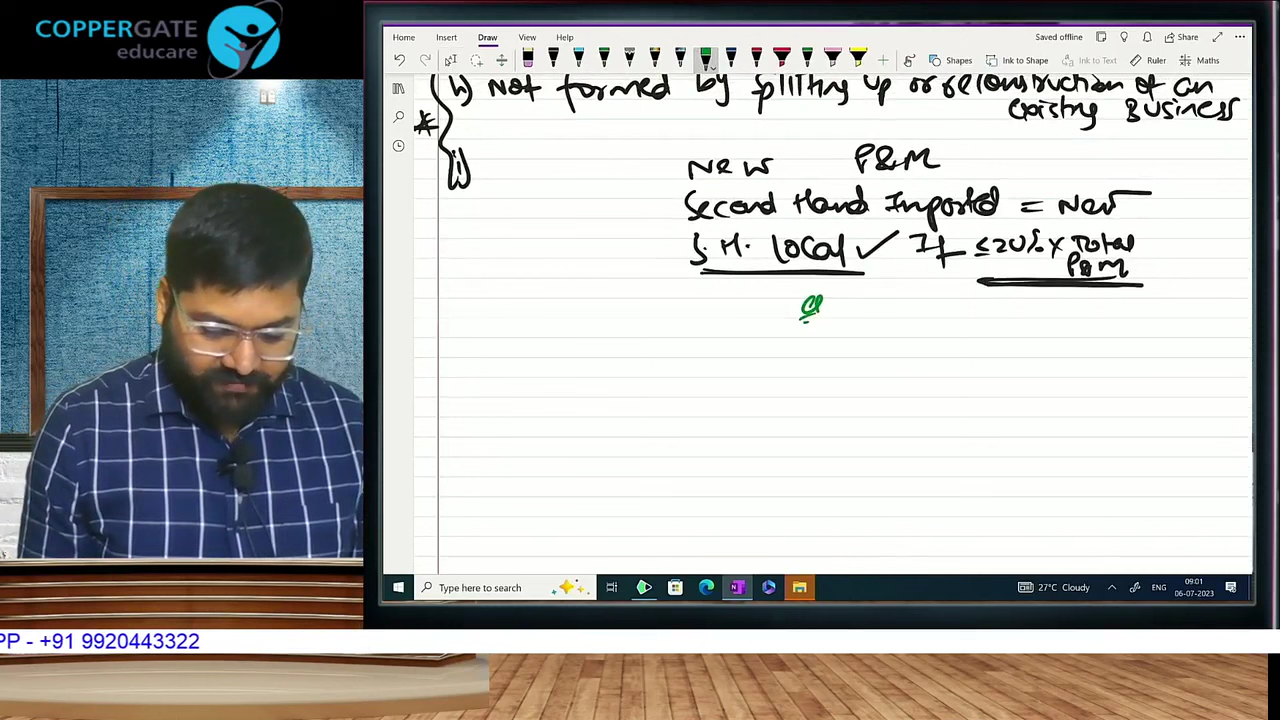 COPPERGATE
educare
Home Insert Draw View Help
Saved offline
Share
Shapes
Ink to Shape
Ink to Text
Ruler
Maths
h) Not formed by splitting up or reconstruction of an
existing Business
i)
New P&M
Second Hand Imported = New
S.H. local ✓ If ≤20% x Total
P&M
Type here to search
27°C Cloudy
ENG
09:01
06-07-2023
PP - +91 9920443322